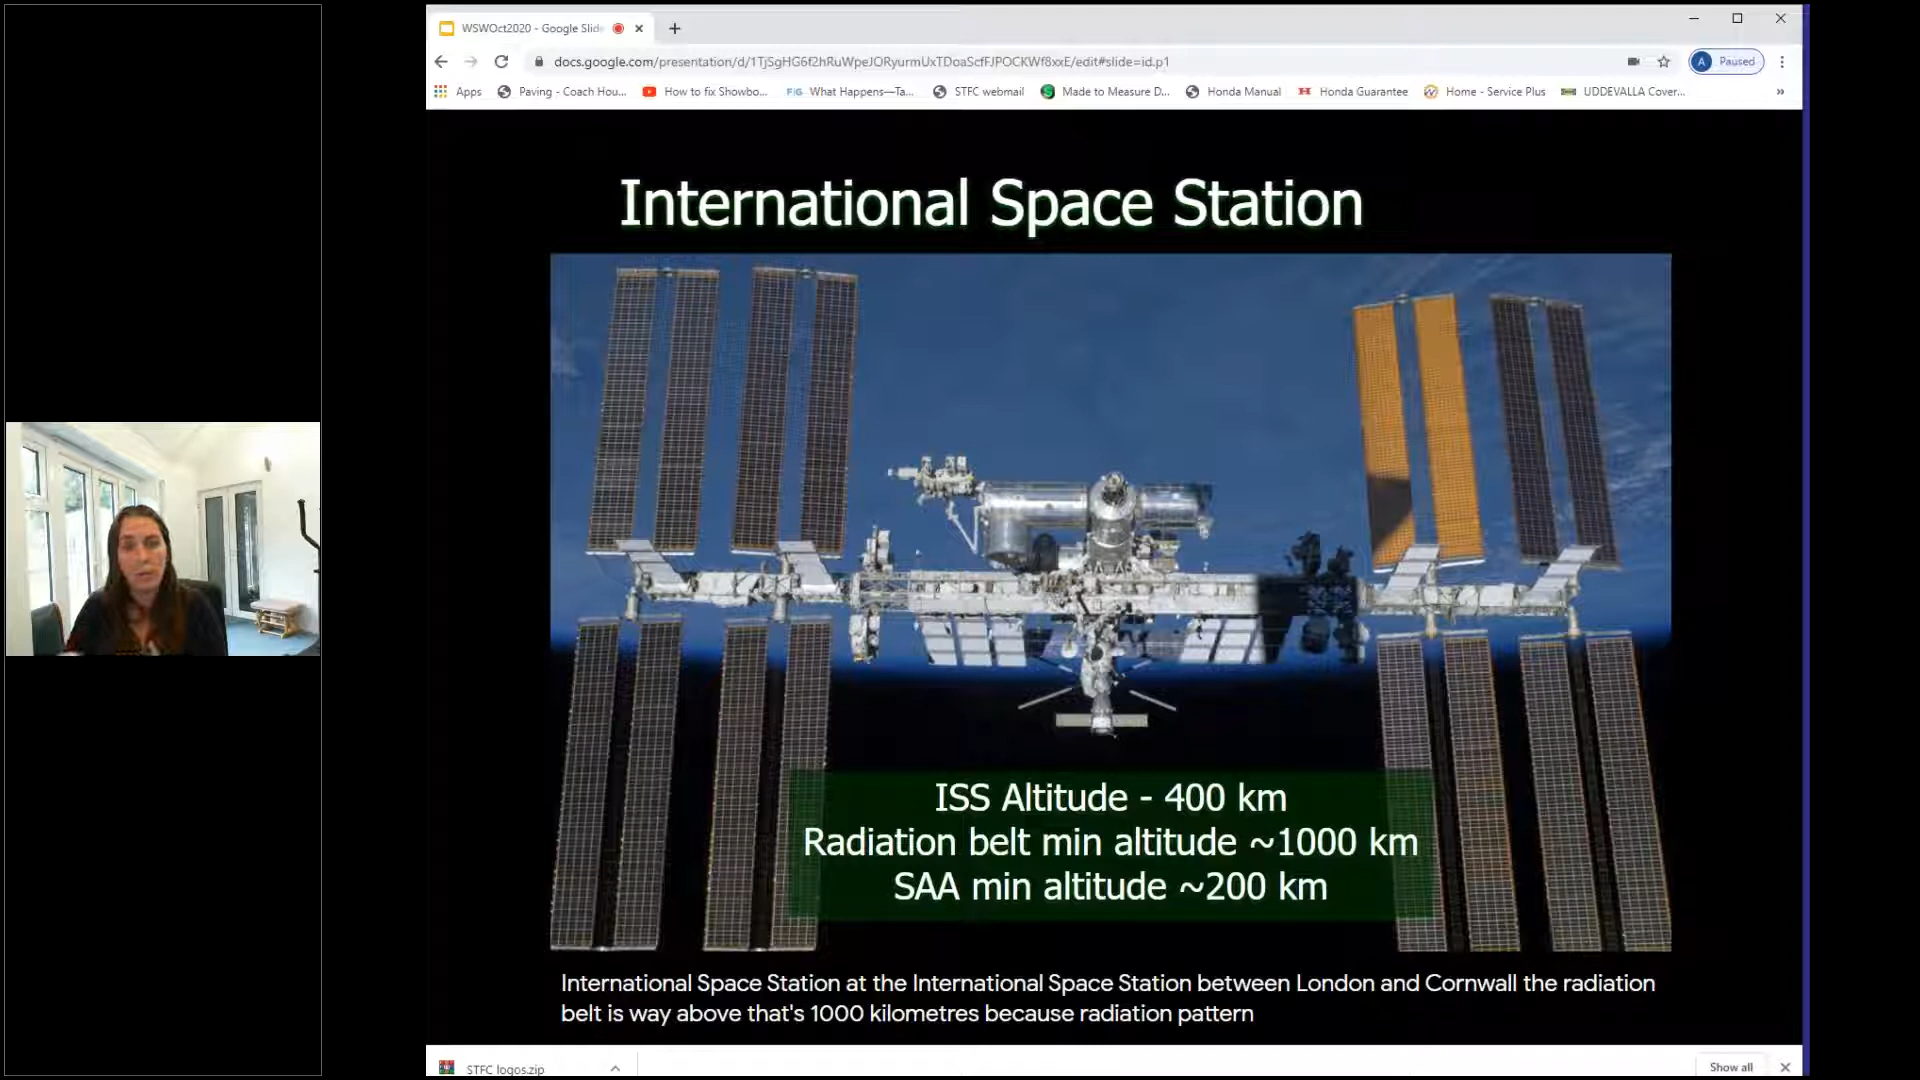 WSWOct2020 - Google Slid
docs.google.com/presentation/d/1TjSgHG6f2hRuWpeJORyurmUxTDoaScfFJPOCKWf8xxE/edit#slide=id.p1
A Paused
Apps Paving - Coach Hou... How to fix Showbo... FIG What Happens—Ta... STFC webmail Made to Measure D... Honda Manual Honda Guarantee Home - Service Plus UDDEVALLA Cover... »
International Space Station
ISS Altitude - 400 km
Radiation belt min altitude ~1000 km
SAA min altitude ~200 km
International Space Station at the International Space Station between London and Cornwall the radiation
belt is way above that's 1000 kilometres because radiation pattern
STFC logos.zip
Show all